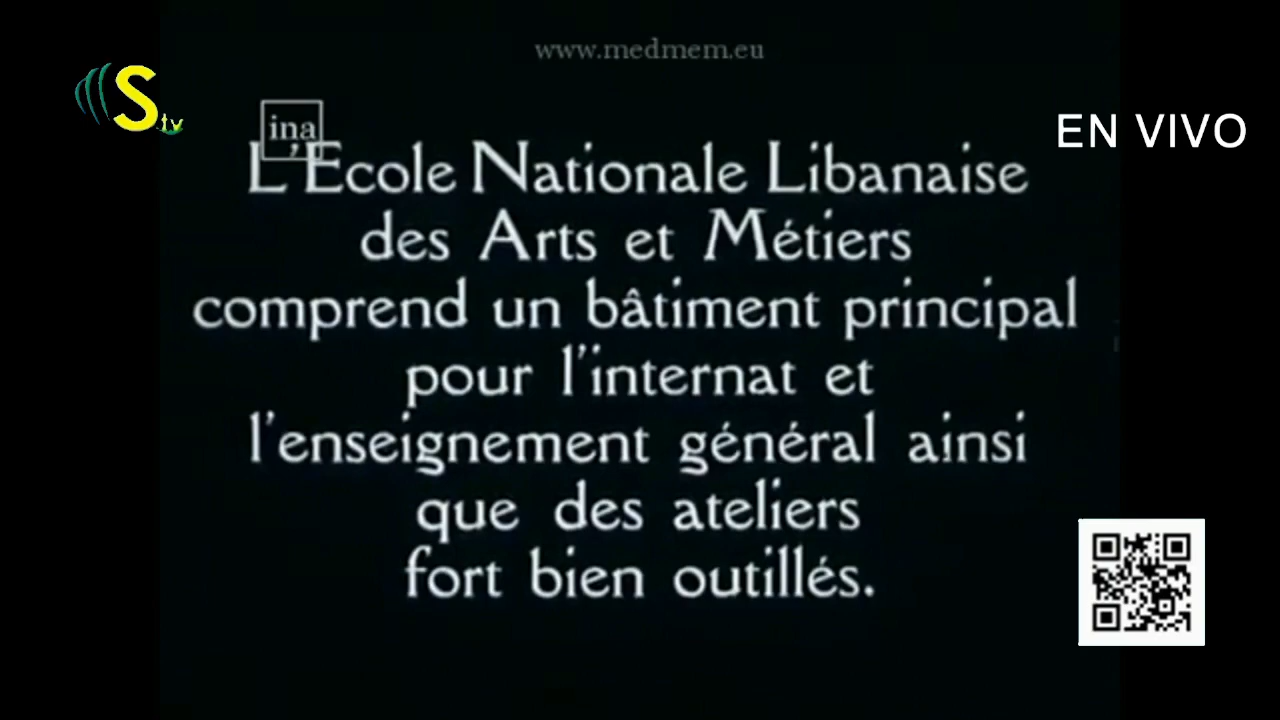 www.medmem.eu
S.tv
EN VIVO
ina
L'Ecole Nationale Libanaise
des Arts et Métiers
comprend un bâtiment principal
pour l'internat et
l'enseignement général ainsi
que des ateliers
fort bien outillés.